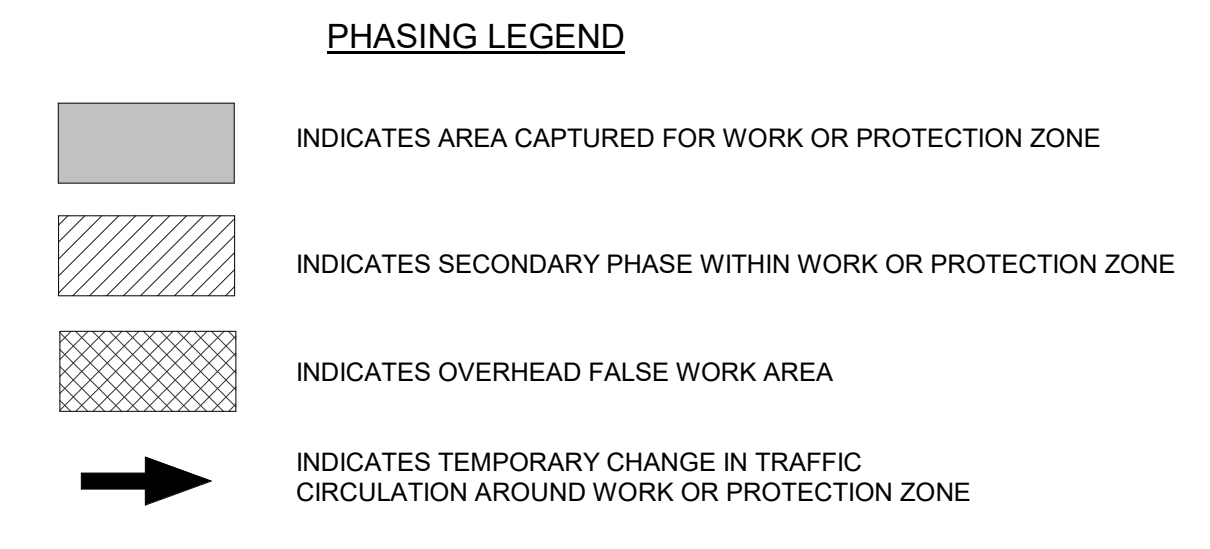 PHASING LEGEND
INDICATES AREA CAPTURED FOR WORK OR PROTECTION ZONE
INDICATES SECONDARY PHASE WITHIN WORK OR PROTECTION ZONE
INDICATES OVERHEAD FALSE WORK AREA
INDICATES TEMPORARY CHANGE IN TRAFFIC
CIRCULATION AROUND WORK OR PROTECTION ZONE